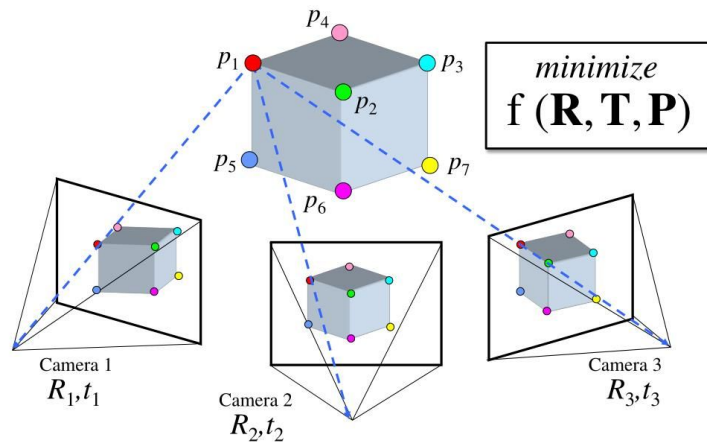 p4
p1
p3
p2
minimize
f (R, T, P)
p5
p7
p6
Camera 1
R1,t1
Camera 2
R2,t2
Camera 3
R3,t3